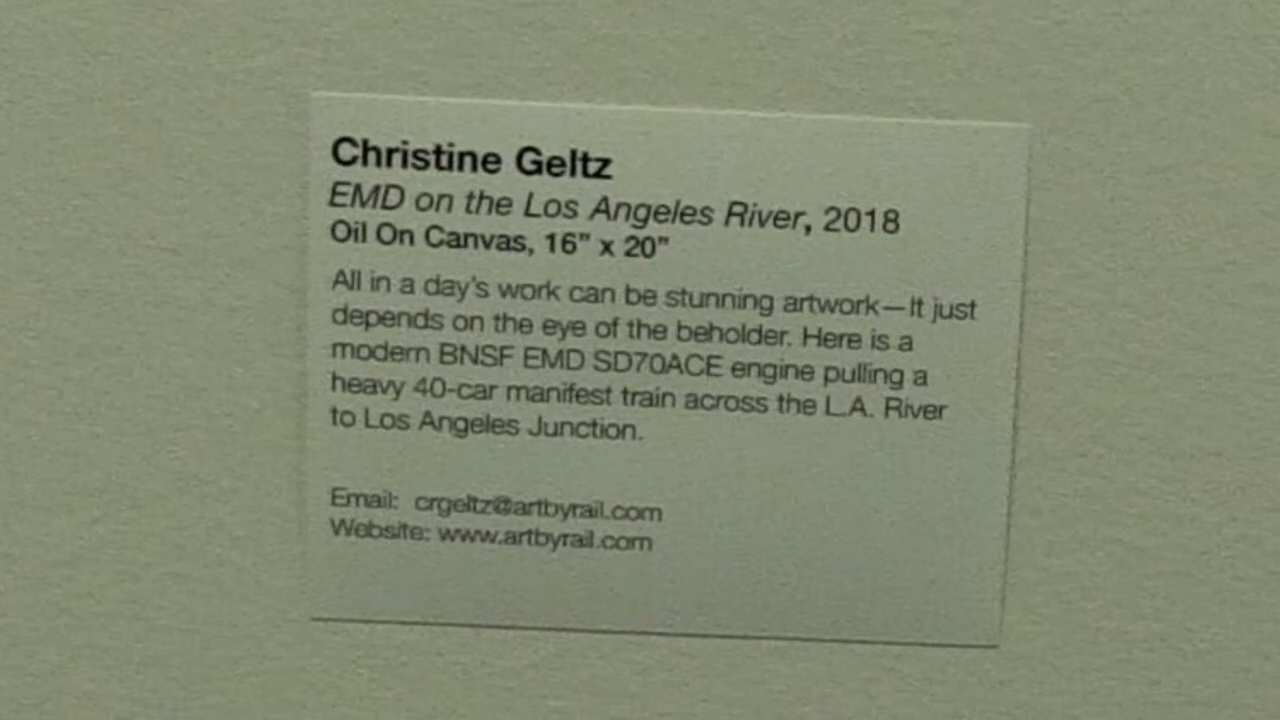 Christine Geltz
EMD on the Los Angeles River, 2018
Oil On Canvas, 16” x 20”
All in a day's work can be stunning artwork—It just
depends on the eye of the beholder. Here is a
modern BNSF EMD SD70ACE engine pulling a
heavy 40-car manifest train across the L.A. River
to Los Angeles Junction.
Email: crgeltz@artbyrail.com
Website: www.artbyrail.com